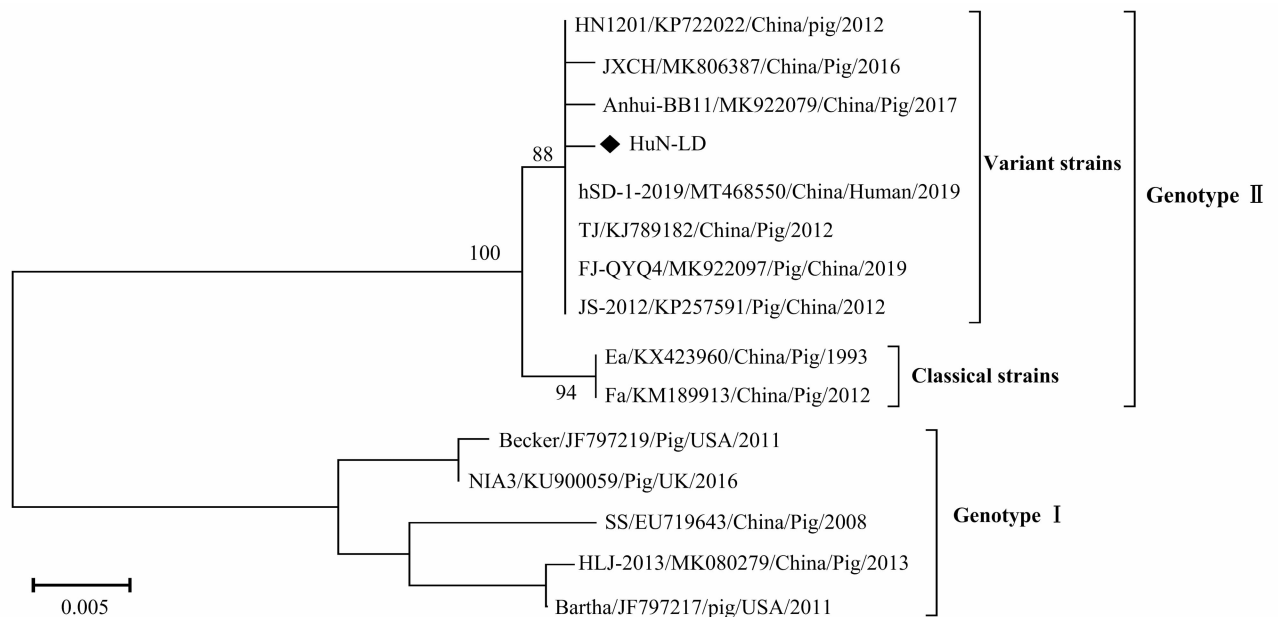 HN1201/KP722022/China/pig/2012
JXCH/MK806387/China/Pig/2016
Anhui-BB11/MK922079/China/Pig/2017
88
HuN-LD
Variant strains
hSD-1-2019/MT468550/China/Human/2019
Genotype Ⅱ
TJ/KJ789182/China/Pig/2012
100
FJ-QYQ4/MK922097/Pig/China/2019
JS-2012/KP257591/Pig/China/2012
Ea/KX423960/China/Pig/1993
Classical strains
94
Fa/KM189913/China/Pig/2012
Becker/JF797219/Pig/USA/2011
NIA3/KU900059/Pig/UK/2016
Genotype Ⅰ
SS/EU719643/China/Pig/2008
HLJ-2013/MK080279/China/Pig/2013
Bartha/JF797217/pig/USA/2011
0.005